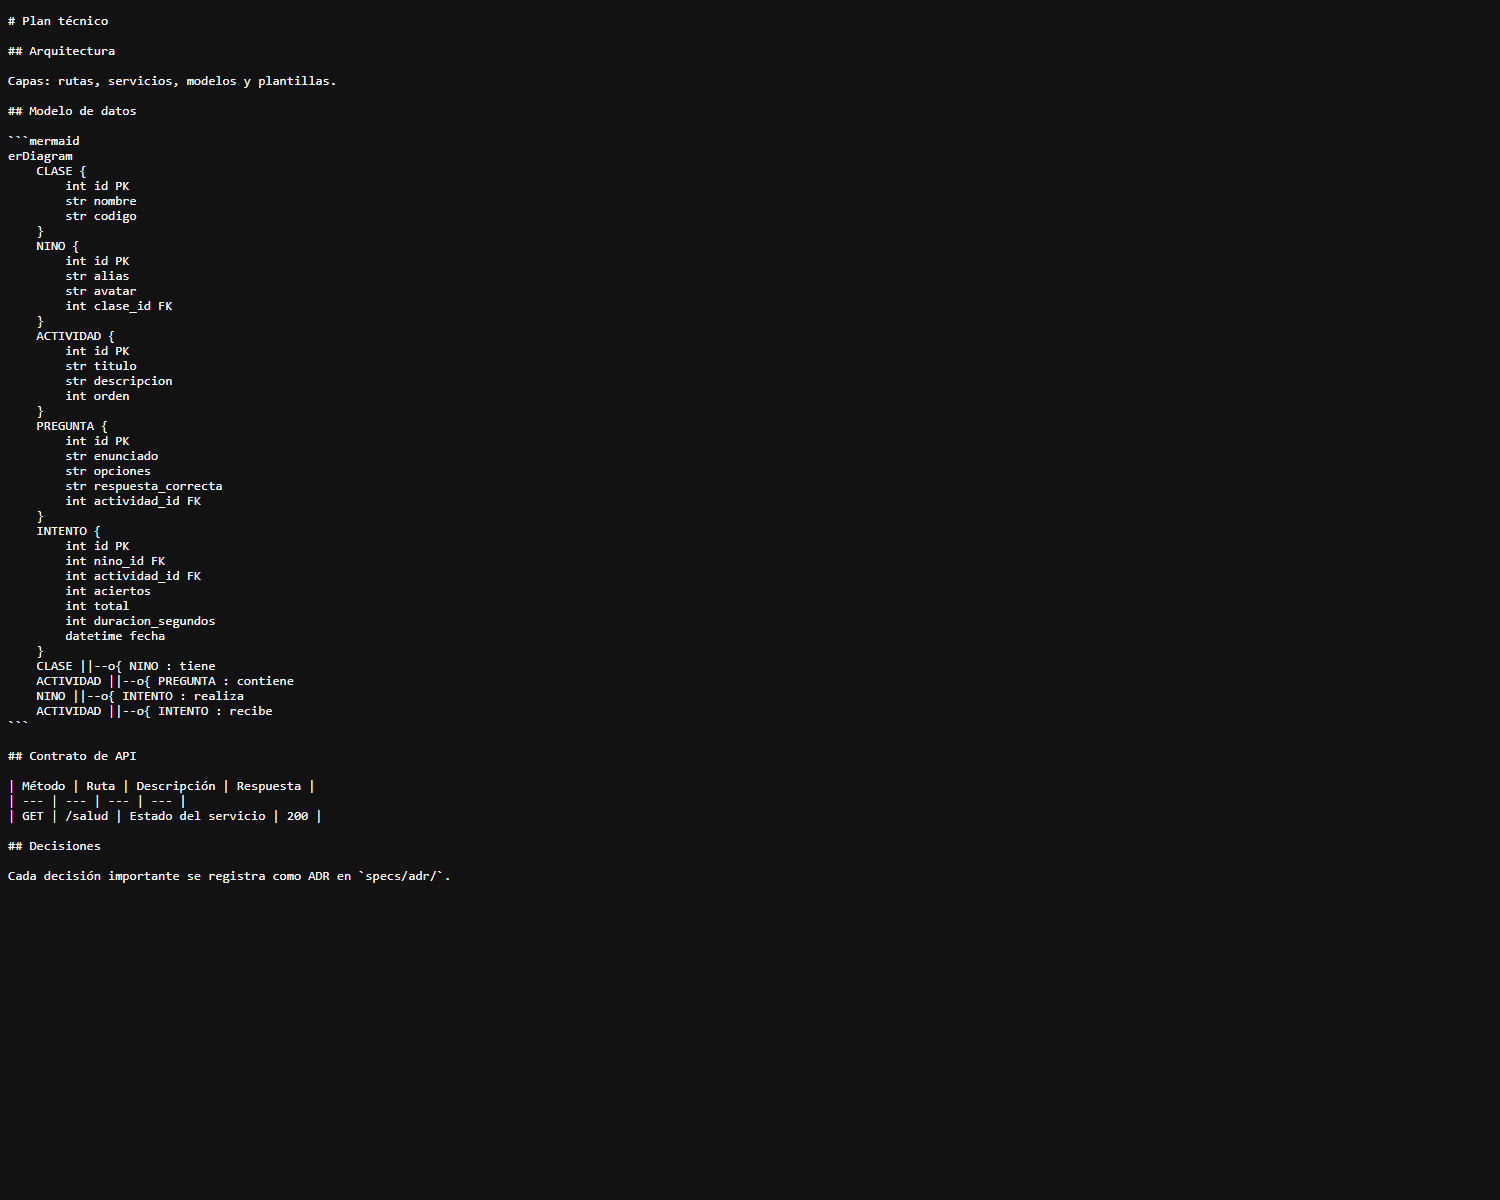 # Plan técnico
## Arquitectura
Capas: rutas, servicios, modelos y plantillas.
## Modelo de datos
```mermaid
erDiagram
    CLASE {
        int id PK
        str nombre
        str codigo
    }
    NINO {
        int id PK
        str alias
        str avatar
        int clase_id FK
    }
    ACTIVIDAD {
        int id PK
        str titulo
        str descripcion
        int orden
    }
    PREGUNTA {
        int id PK
        str enunciado
        str opciones
        str respuesta_correcta
        int actividad_id FK
    }
    INTENTO {
        int id PK
        int nino_id FK
        int actividad_id FK
        int aciertos
        int total
        int duracion_segundos
        datetime fecha
    }
    CLASE ||--o{ NINO : tiene
    ACTIVIDAD ||--o{ PREGUNTA : contiene
    NINO ||--o{ INTENTO : realiza
    ACTIVIDAD ||--o{ INTENTO : recibe
```
## Contrato de API
| Método | Ruta | Descripción | Respuesta |
| --- | --- | --- | --- |
| GET | /salud | Estado del servicio | 200 |
## Decisiones
Cada decisión importante se registra como ADR en `specs/adr/`.